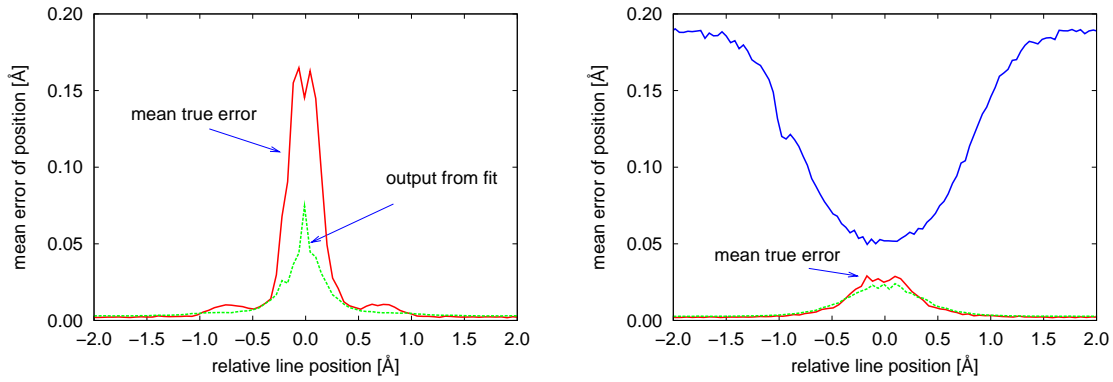 mean error of position [Å]
0.20
0.15
0.10
0.05
0.00
mean true error
output from fit
−2.0 −1.5 −1.0 −0.5 0.0 0.5 1.0 1.5 2.0
relative line position [Å]
mean error of position [Å]
0.20
0.15
0.10
0.05
0.00
mean true error
−2.0 −1.5 −1.0 −0.5 0.0 0.5 1.0 1.5 2.0
relative line position [Å]